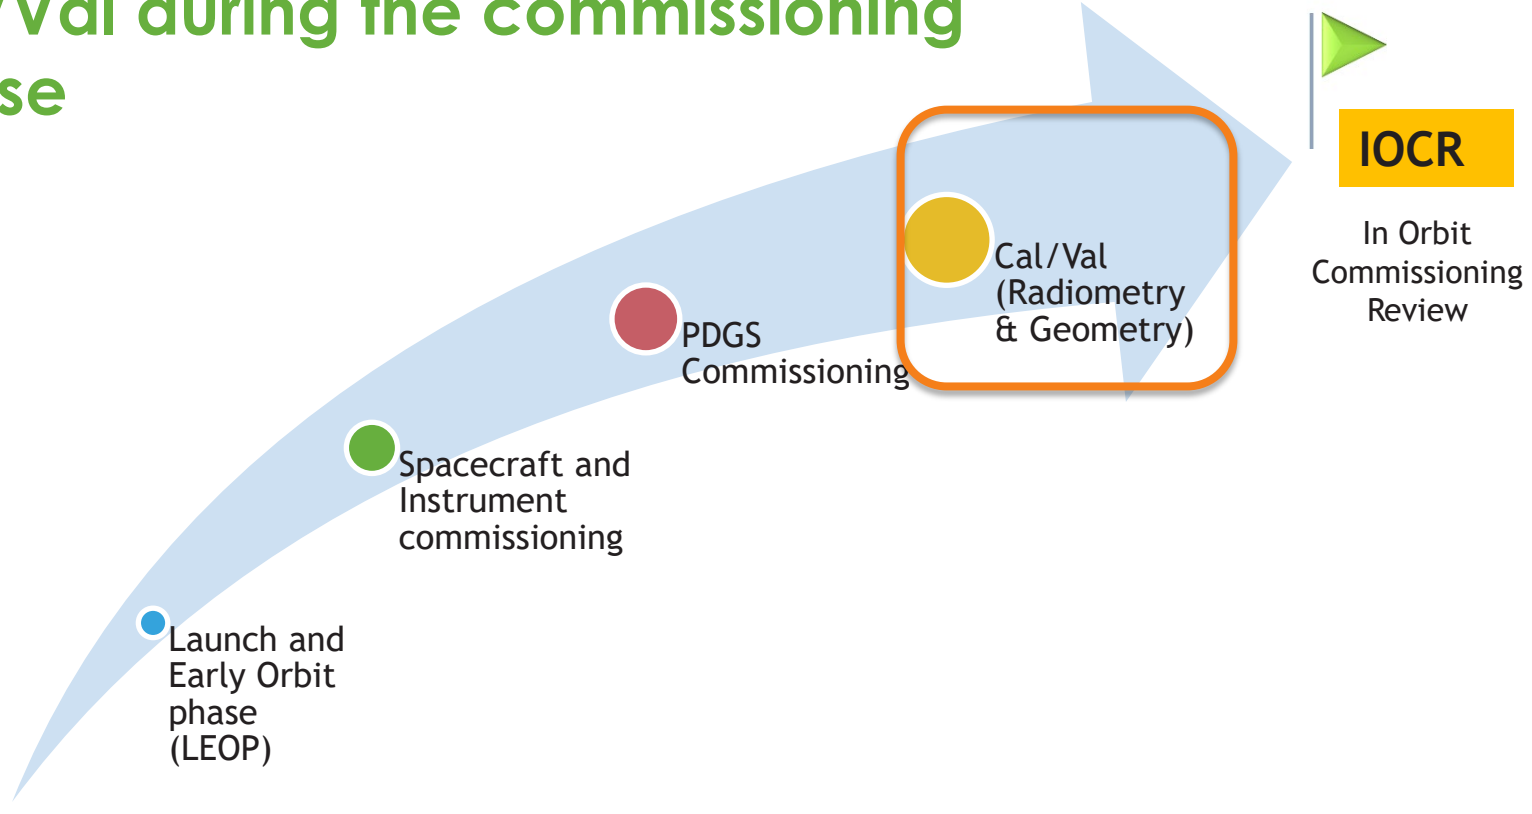 /Val during the commissioning
se
IOCR
In Orbit
Commissioning
Review
Cal/Val
(Radiometry
& Geometry)
PDGS
Commissioning
Spacecraft and
Instrument
commissioning
Launch and
Early Orbit
phase
(LEOP)